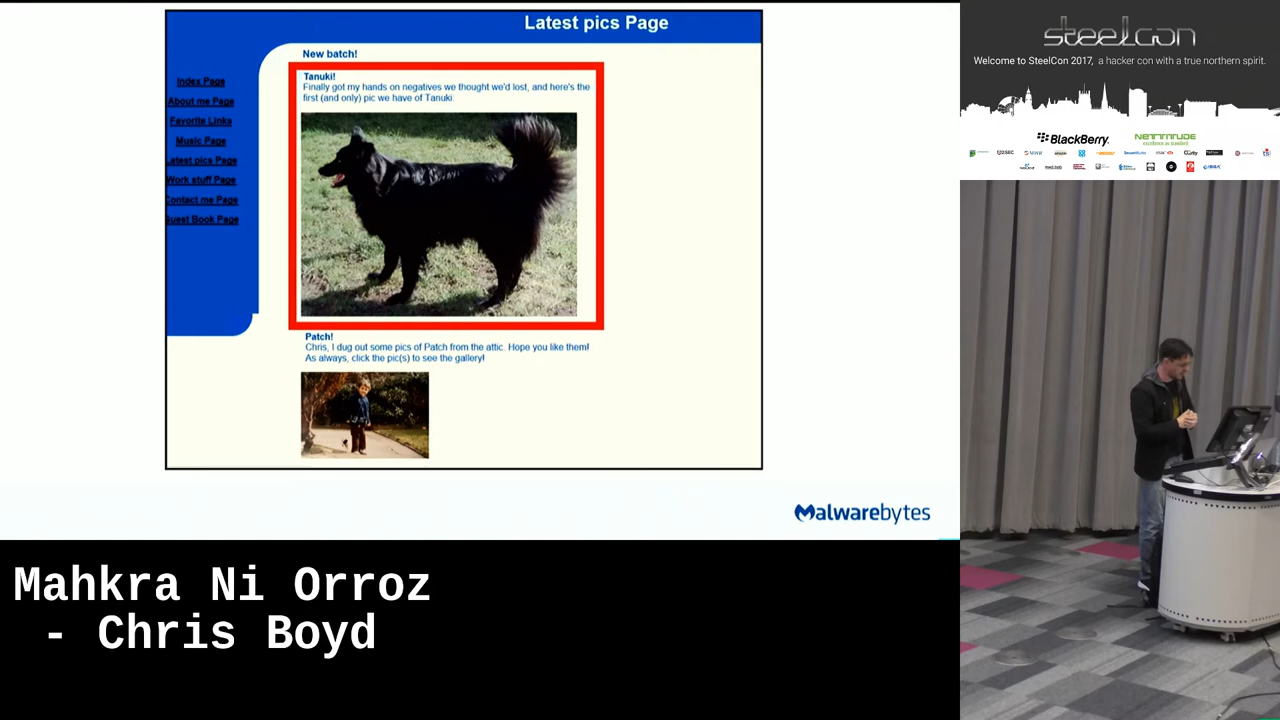 Latest pics Page
New batch!
Tanuki!
Finally got my hands on negatives we thought we'd lost, and here's the
first (and only) pic we have of Tanuki.
Index Page
About me Page
Favorite Links
Music Page
Latest pics Page
Work stuff Page
Contact me Page
Guest Book Page
Patch!
Chris, I dug out some pics of Patch from the attic. Hope you like them!
As always, click the pic(s) to see the gallery!
Malwarebytes
Mahkra Ni Orroz
- Chris Boyd
steelcon
Welcome to SteelCon 2017, a hacker con with a true northern spirit.
BlackBerry
NETTITUDE